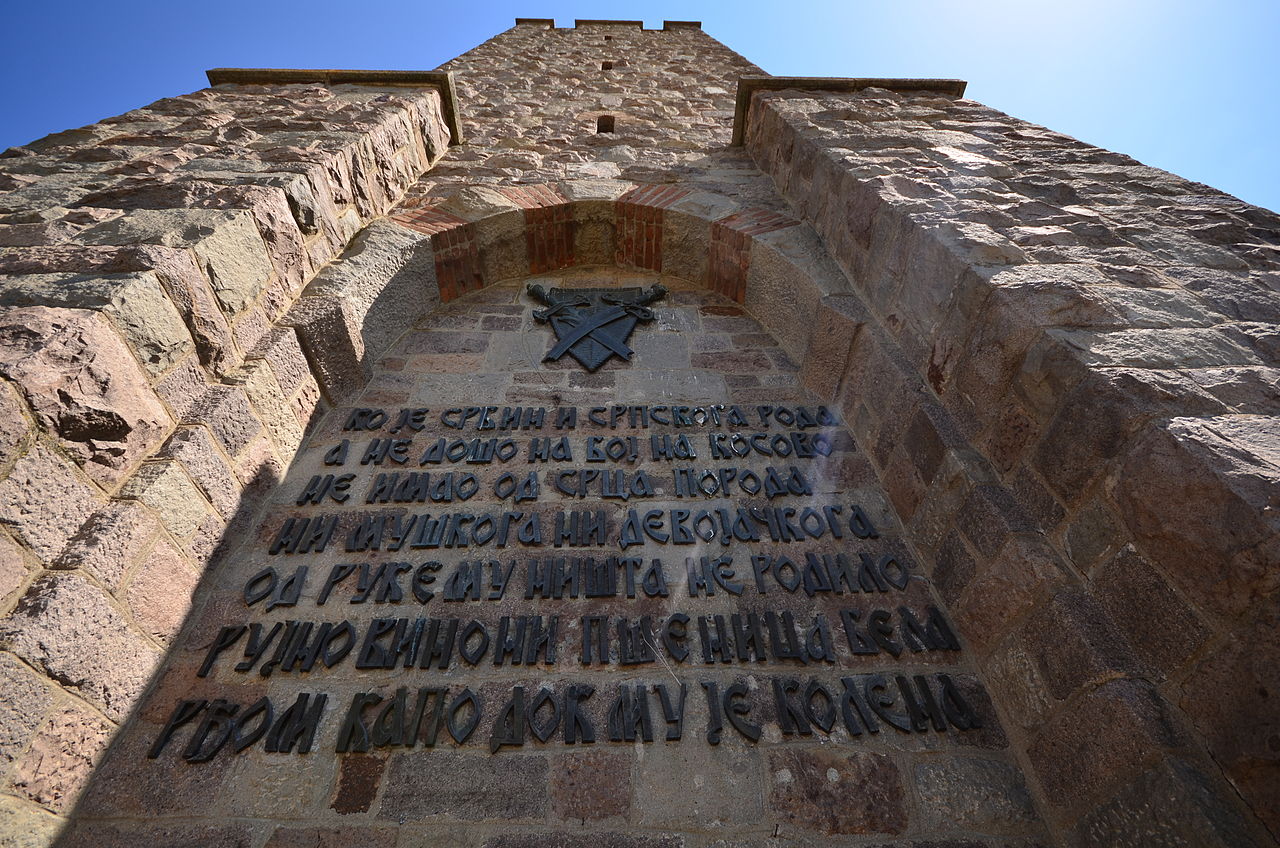 КО ЈЕ СРБИН И СРПСКОГА РОДА
А НЕ ДОШО НА БОЈ НА КОСОВО
НЕ ИМАО ОД СРЦА ПОРОДА
НИ МУШКОГА НИ ДЕВОЈАЧКОГА
ОД РУКЕ МУ НИШТА НЕ РОДИЛО
РУЈНО ВИНО НИ ПШЕНИЦА БЕЛА
РЂОМ КАПО ДОК МУ ЈЕ КОЛЕНА